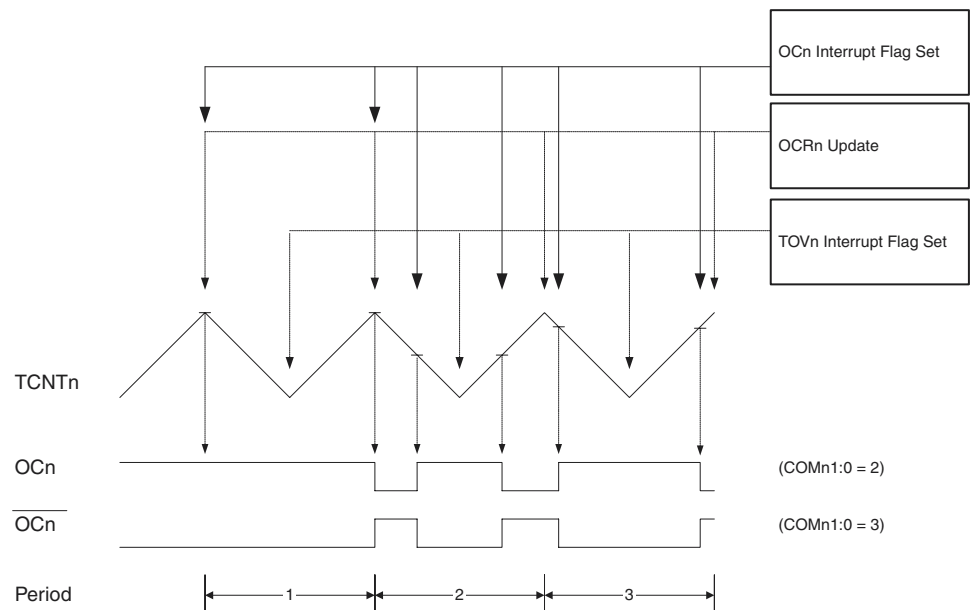 OCn Interrupt Flag Set
OCRn Update
TOVn Interrupt Flag Set
TCNTn
OCn (COMn1:0 = 2)
OCn (COMn1:0 = 3)
Period 1 2 3